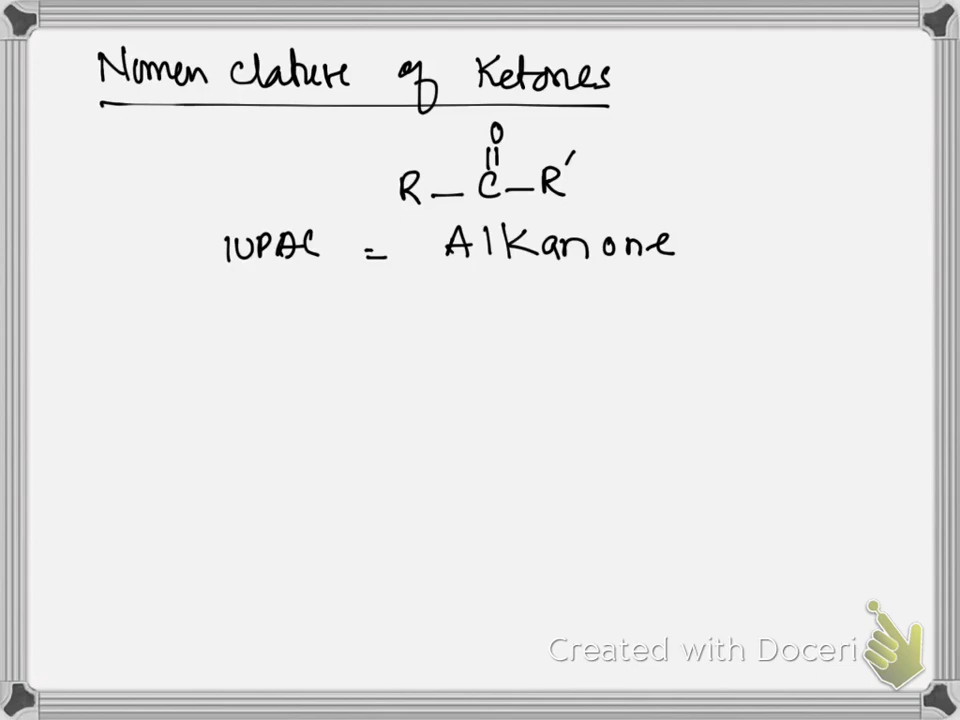 Nomenclature of Ketones
O
||
R — C — R′
IUPAC = Alkanone
Created with Doceri